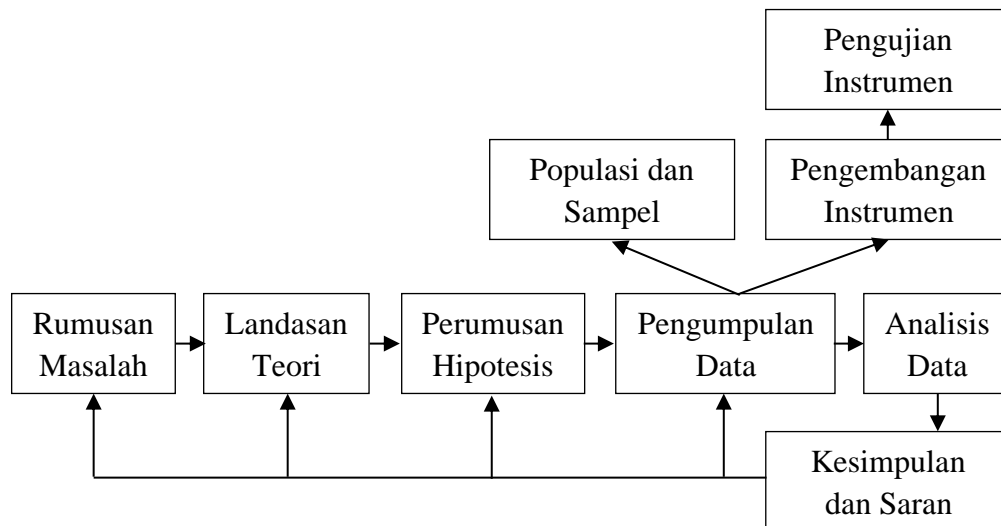 Pengujian
Instrumen
Populasi dan
Sampel
Pengembangan
Instrumen
Rumusan
Masalah
Landasan
Teori
Perumusan
Hipotesis
Pengumpulan
Data
Analisis
Data
Kesimpulan
dan Saran